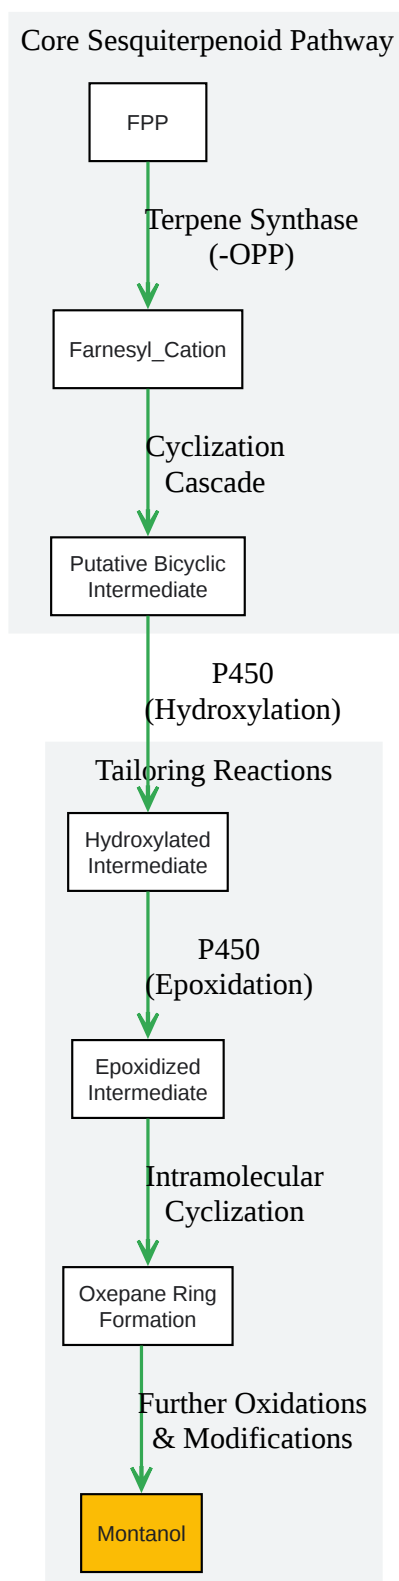 Core Sesquiterpenoid Pathway
FPP
Terpene Synthase
(-OPP)
Farnesyl_Cation
Cyclization
Cascade
Putative Bicyclic
Intermediate
P450
(Hydroxylation)
Tailoring Reactions
Hydroxylated
Intermediate
P450
(Epoxidation)
Epoxidized
Intermediate
Intramolecular
Cyclization
Oxepane Ring
Formation
Further Oxidations
& Modifications
Montanol